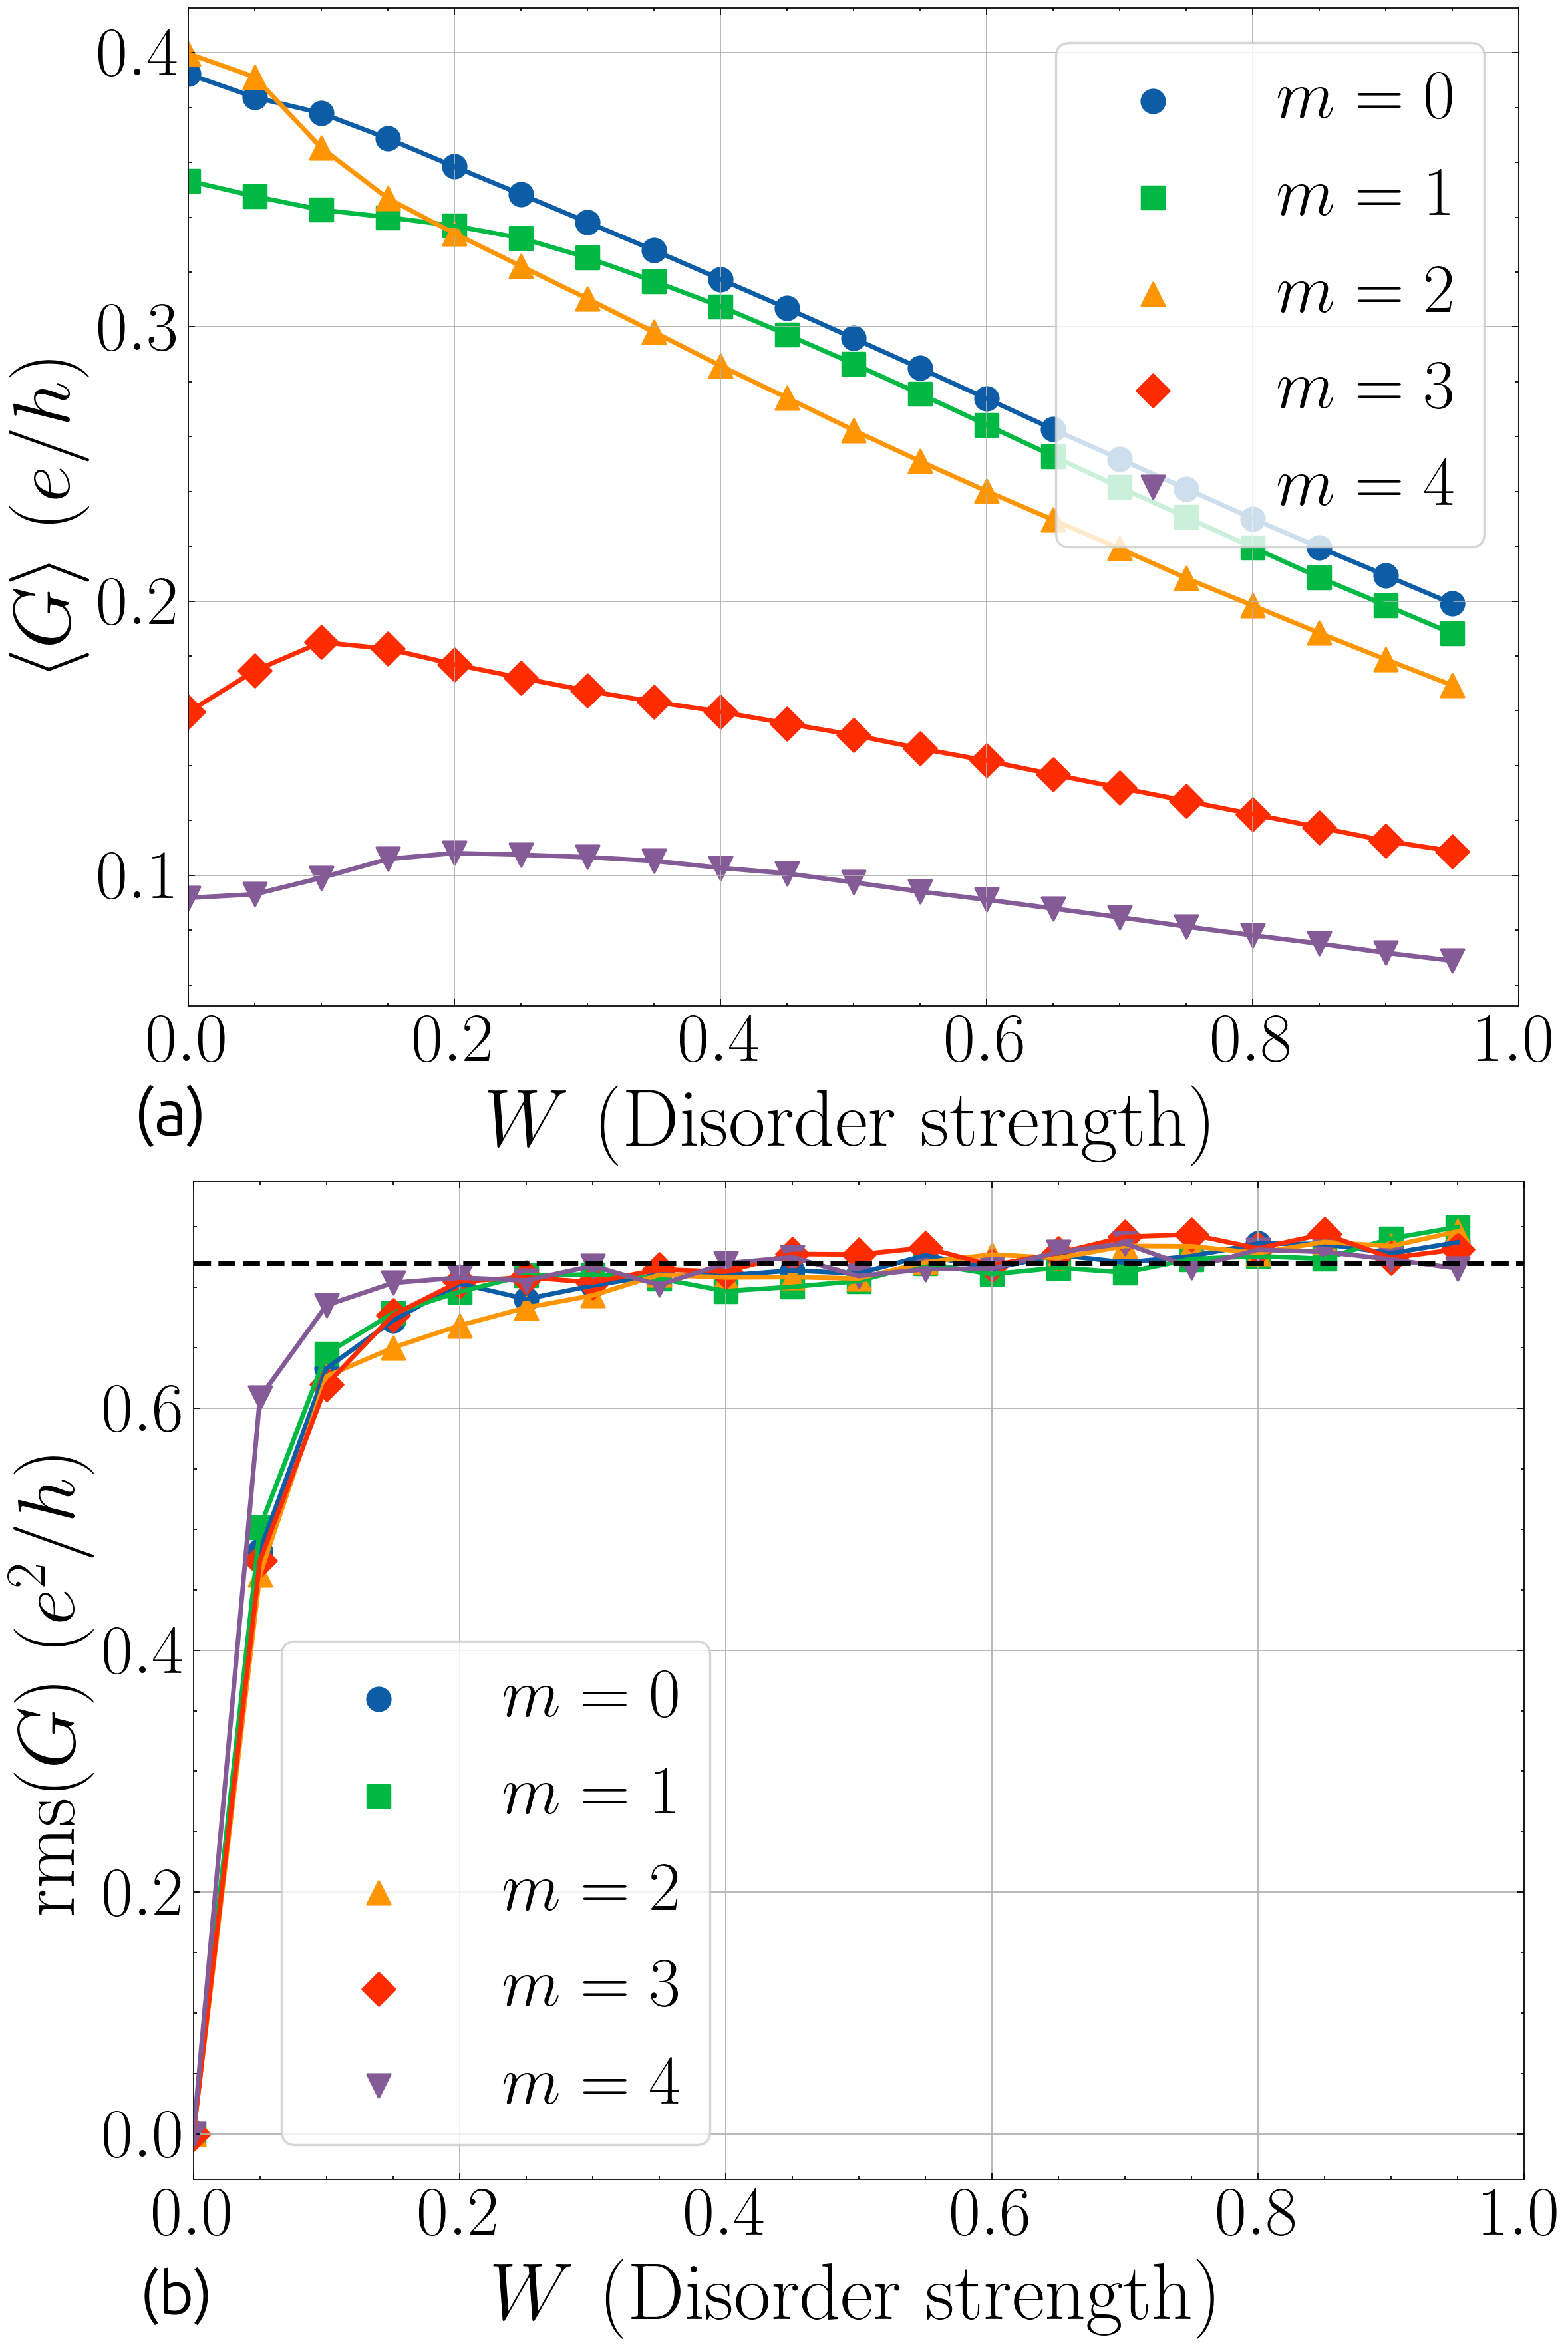 0.4
0.3
0.2
0.1
⟨G⟩ (e/h)
m = 0
m = 1
m = 2
m = 3
m = 4
0.0 0.2 0.4 0.6 0.8 1.0
(a) W (Disorder strength)
0.6
0.4
0.2
0.0
rms(G) (e²/h)
m = 0
m = 1
m = 2
m = 3
m = 4
0.0 0.2 0.4 0.6 0.8 1.0
(b) W (Disorder strength)